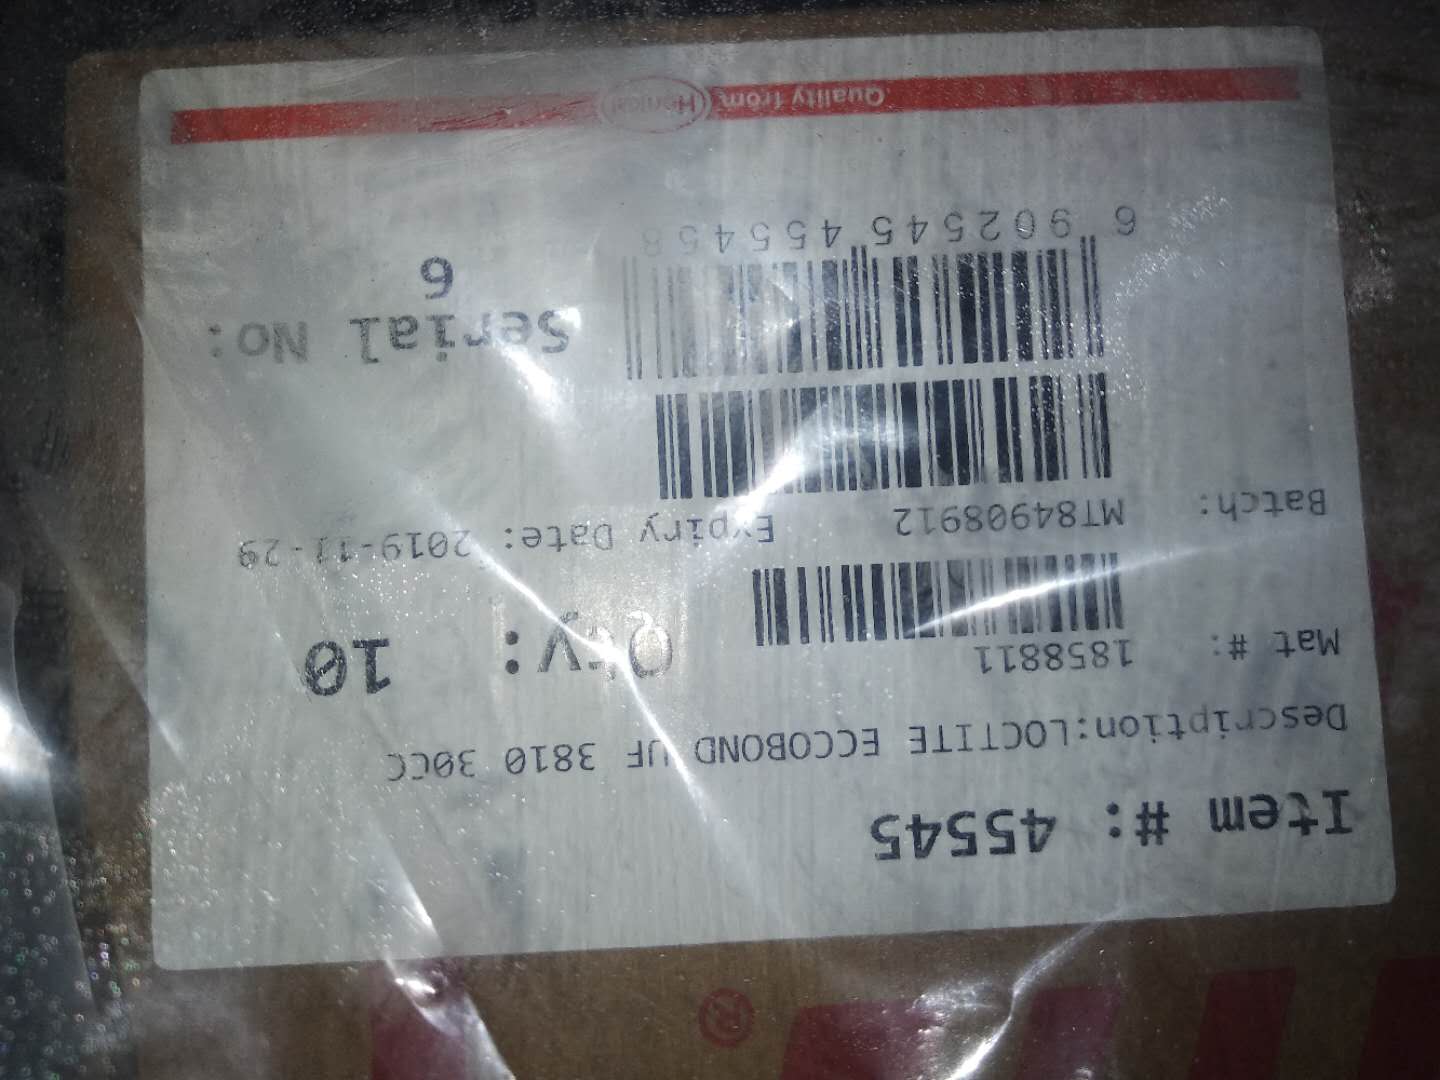 Item #: 45545
Description:LOCTITE ECCOBOND UF 3810 30CC
Mat #: 1858811
Qty: 10
Batch: MT84908912 Expiry Date: 2019-11-29
Serial No:
6
6 902545 455458
Quality from Henkel
®